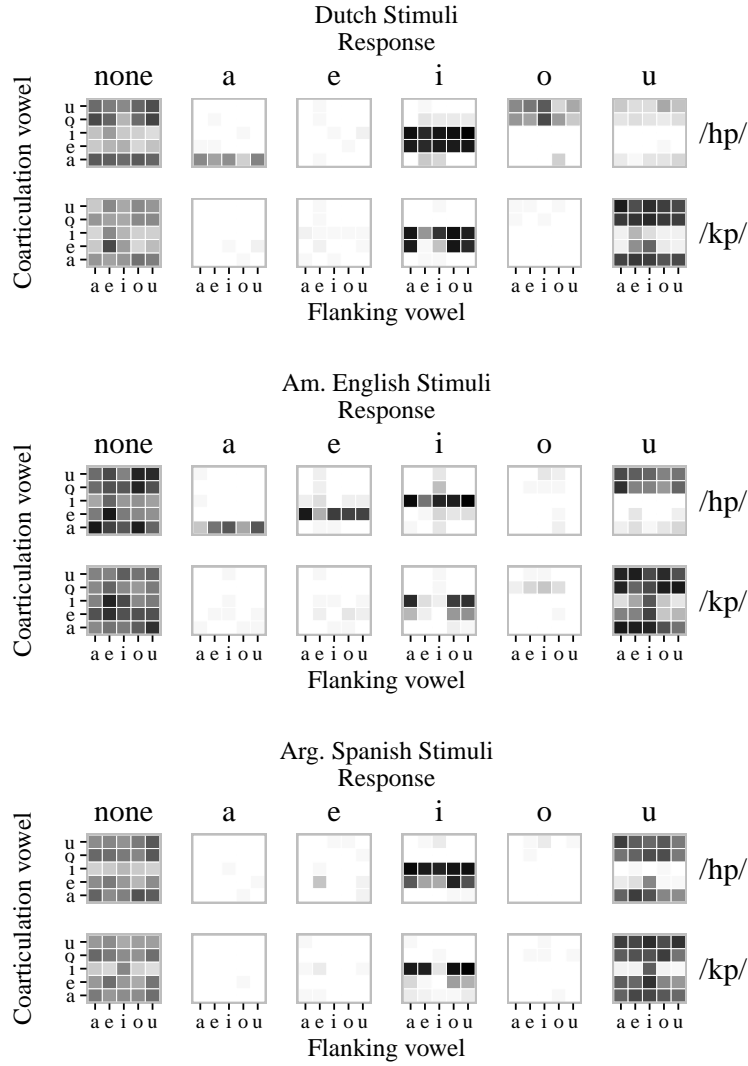 Dutch Stimuli
Response
none a e i o u
Coarticulation vowel
u
o
i
e
a
/hp/
u
o
i
e
a
/kp/
a e i o u a e i o u a e i o u a e i o u a e i o u a e i o u
Flanking vowel
Am. English Stimuli
Response
none a e i o u
Coarticulation vowel
u
o
i
e
a
/hp/
u
o
i
e
a
/kp/
a e i o u a e i o u a e i o u a e i o u a e i o u a e i o u
Flanking vowel
Arg. Spanish Stimuli
Response
none a e i o u
Coarticulation vowel
u
o
i
e
a
/hp/
u
o
i
e
a
/kp/
a e i o u a e i o u a e i o u a e i o u a e i o u a e i o u
Flanking vowel